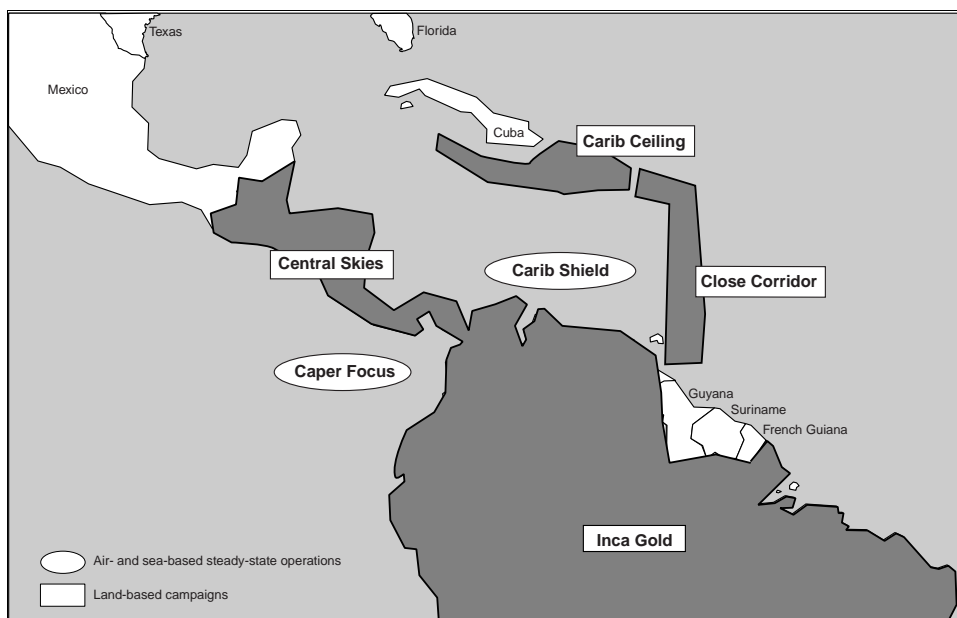 Texas
Florida
Mexico
Cuba
Carib Ceiling
Central Skies
Carib Shield
Close Corridor
Caper Focus
Guyana
Suriname
French Guiana
Inca Gold
Air- and sea-based steady-state operations
Land-based campaigns